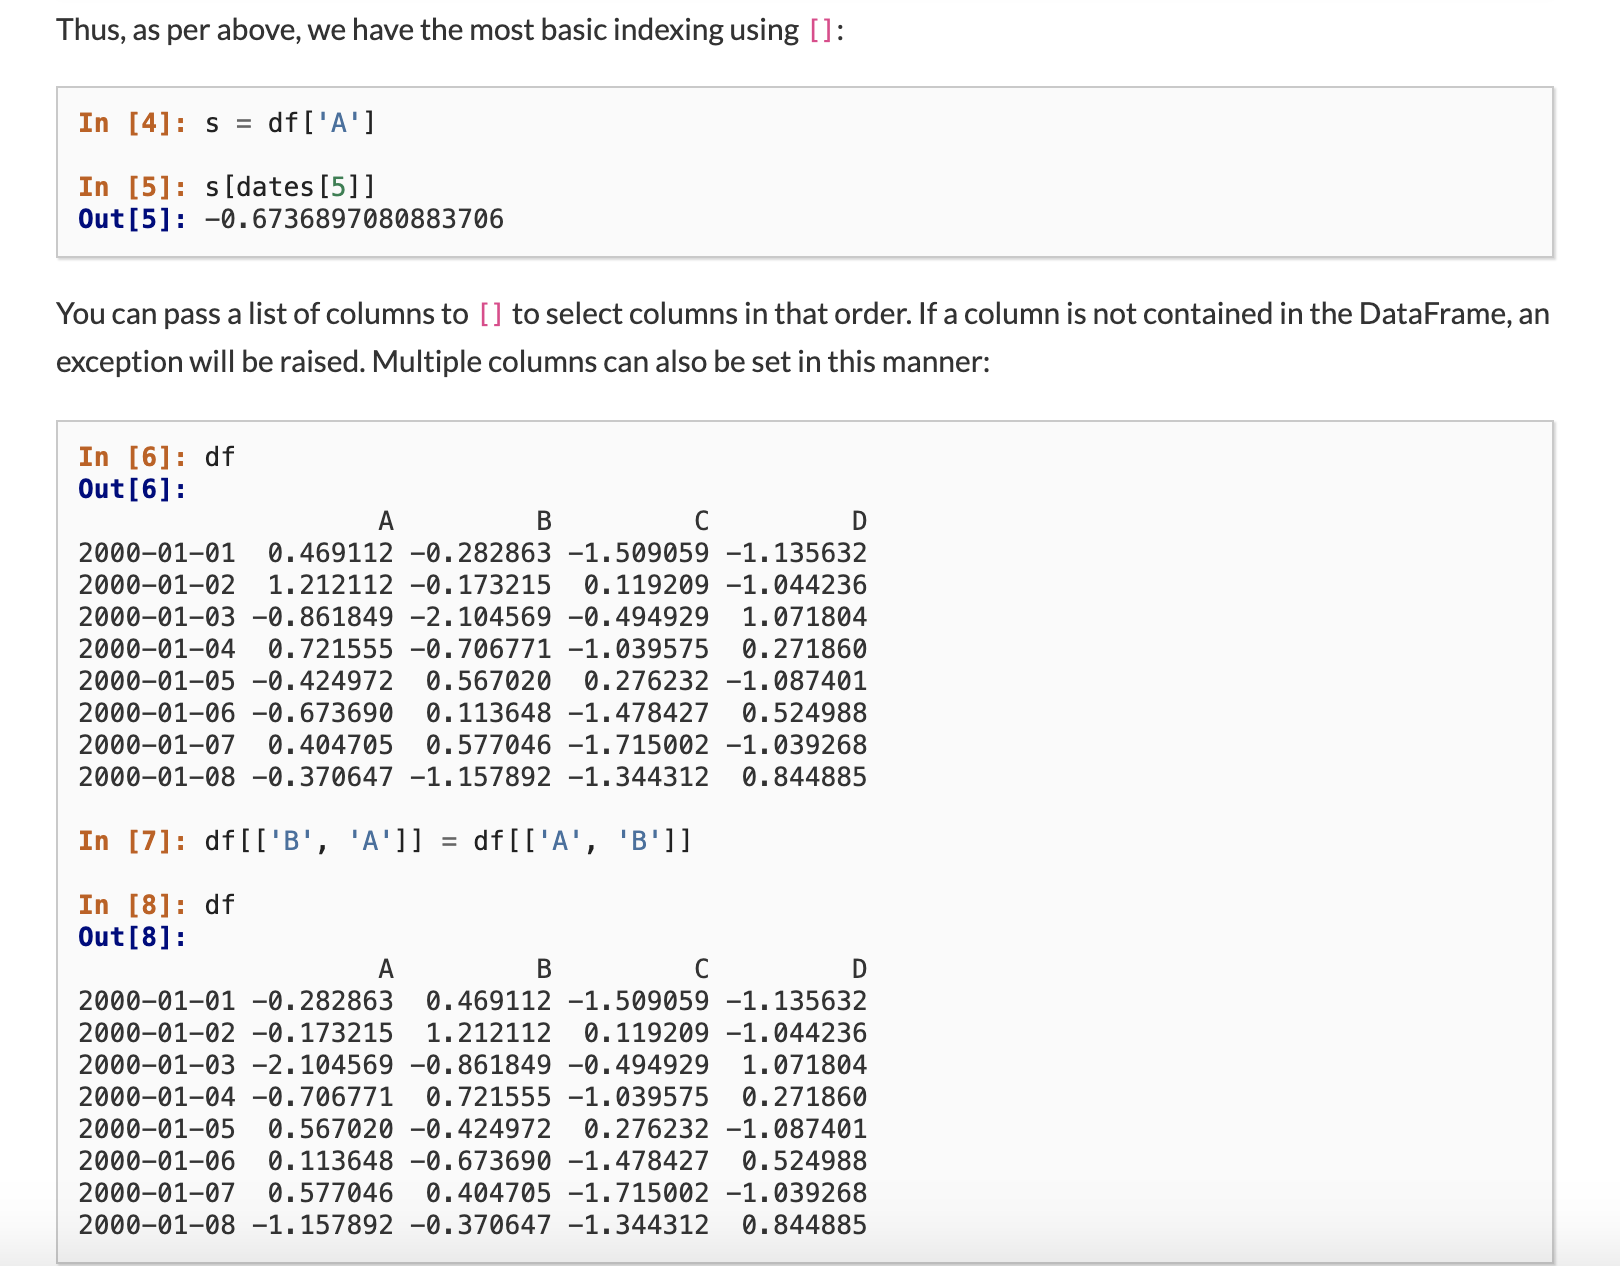 Thus, as per above, we have the most basic indexing using []:
In [4]: s = df['A']
In [5]: s[dates[5]]
Out[5]: -0.6736897080883706
You can pass a list of columns to [] to select columns in that order. If a column is not contained in the DataFrame, an
exception will be raised. Multiple columns can also be set in this manner:
In [6]: df
Out[6]:
                   A         B         C         D
2000-01-01  0.469112 -0.282863 -1.509059 -1.135632
2000-01-02  1.212112 -0.173215  0.119209 -1.044236
2000-01-03 -0.861849 -2.104569 -0.494929  1.071804
2000-01-04  0.721555 -0.706771 -1.039575  0.271860
2000-01-05 -0.424972  0.567020  0.276232 -1.087401
2000-01-06 -0.673690  0.113648 -1.478427  0.524988
2000-01-07  0.404705  0.577046 -1.715002 -1.039268
2000-01-08 -0.370647 -1.157892 -1.344312  0.844885
In [7]: df[['B', 'A']] = df[['A', 'B']]
In [8]: df
Out[8]:
                   A         B         C         D
2000-01-01 -0.282863  0.469112 -1.509059 -1.135632
2000-01-02 -0.173215  1.212112  0.119209 -1.044236
2000-01-03 -2.104569 -0.861849 -0.494929  1.071804
2000-01-04 -0.706771  0.721555 -1.039575  0.271860
2000-01-05  0.567020 -0.424972  0.276232 -1.087401
2000-01-06  0.113648 -0.673690 -1.478427  0.524988
2000-01-07  0.577046  0.404705 -1.715002 -1.039268
2000-01-08 -1.157892 -0.370647 -1.344312  0.844885